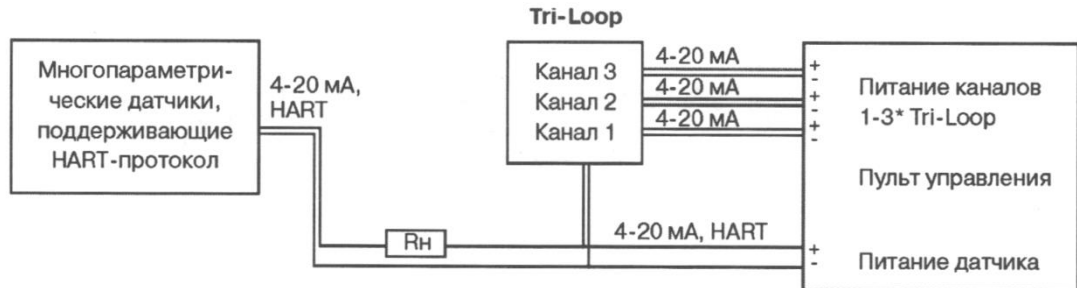 Tri-Loop
Многопараметри-
ческие датчики,
поддерживающие
HART-протокол
4-20 мА,
HART
Канал 3
Канал 2
Канал 1
4-20 мА
4-20 мА
4-20 мА
+
-
+
-
+
-
Питание каналов
1-3* Tri-Loop
Пульт управления
Rн
4-20 мА, HART
+
-
Питание датчика